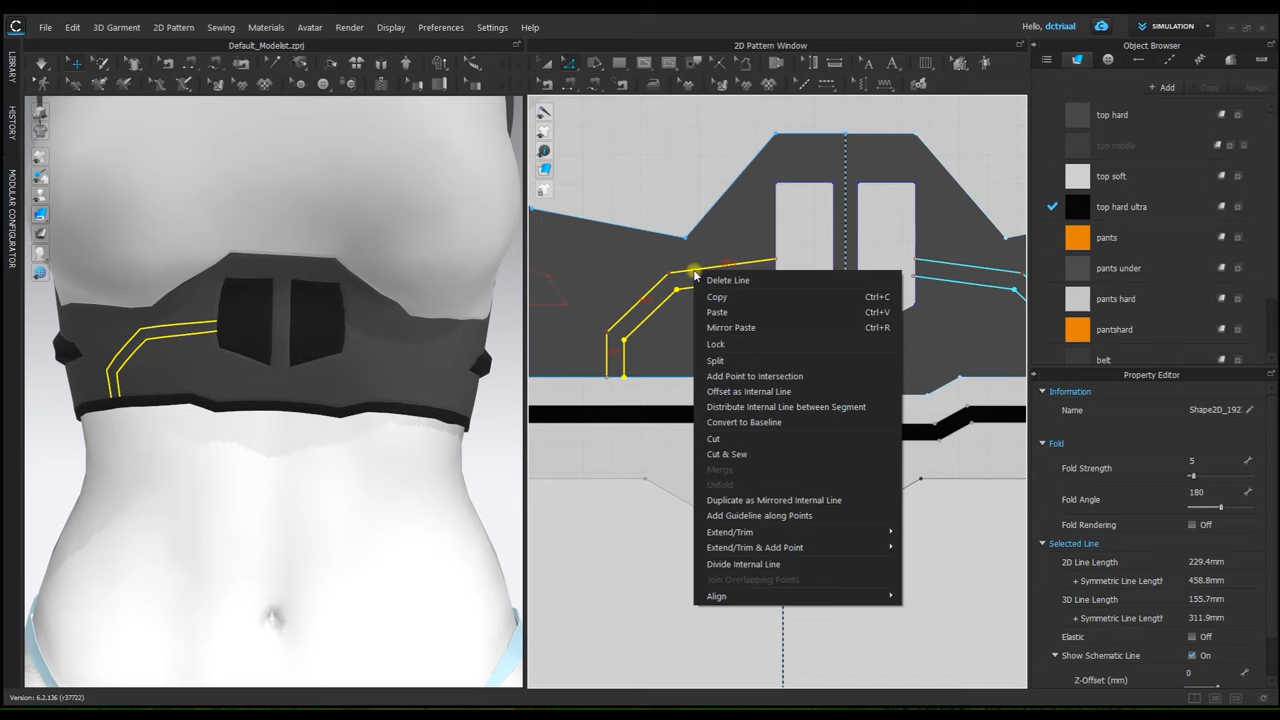 File Edit 3D Garment 2D Pattern Sewing Materials Avatar Render Display Preferences Settings Help
Hello, dctriaal
SIMULATION
Default_Modelist.zprj
2D Pattern Window
Object Browser
LIBRARY
HISTORY
MODULAR CONFIGURATOR
+ Add Copy Assign
top hard
top middle
top soft
top hard ultra
pants
pants under
pants hard
pantshard
belt
Delete Line
Copy Ctrl+C
Paste Ctrl+V
Mirror Paste Ctrl+R
Lock
Split
Add Point to Intersection
Offset as Internal Line
Distribute Internal Line between Segment
Convert to Baseline
Cut
Cut & Sew
Merge
Unfold
Duplicate as Mirrored Internal Line
Add Guideline along Points
Extend/Trim
Extend/Trim & Add Point
Divide Internal Line
Join Overlapping Points
Align
Property Editor
Information
Name Shape2D_192
Fold
Fold Strength 5
Fold Angle 180
Fold Rendering Off
Selected Line
2D Line Length 229.4mm
+ Symmetric Line Length 458.8mm
3D Line Length 155.7mm
+ Symmetric Line Length 311.9mm
Elastic Off
Show Schematic Line On
Z-Offset (mm) 0
Version: 6.2.136 (r37722)
3D 2D